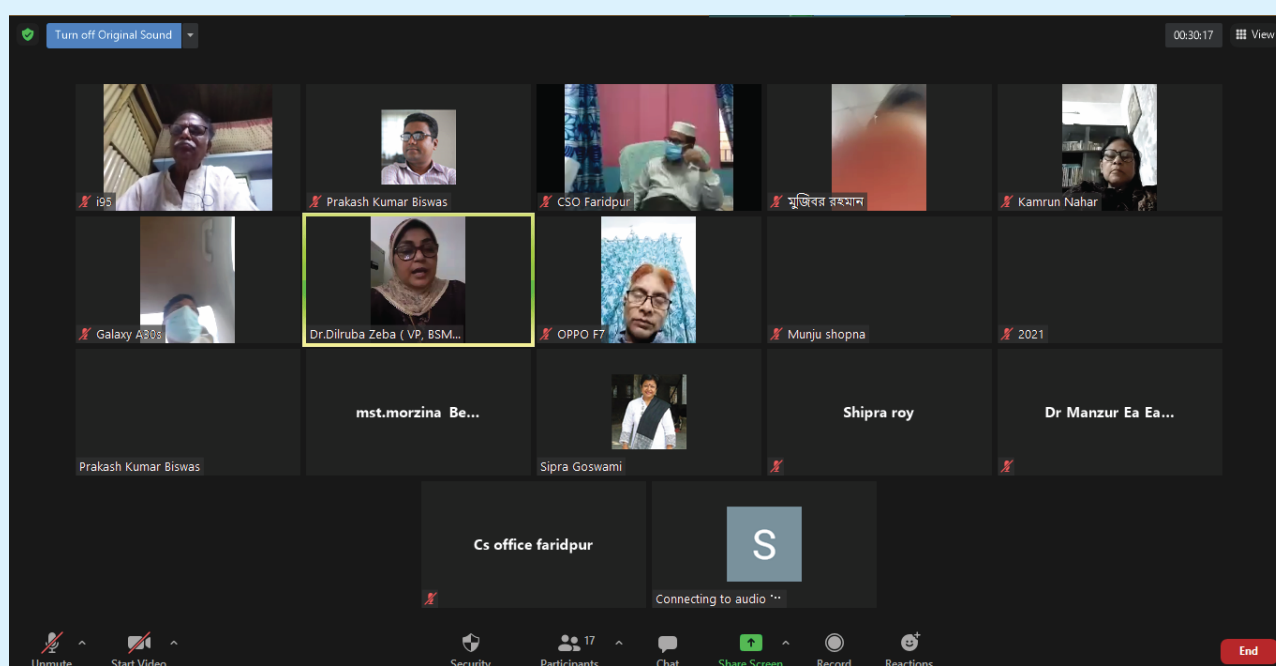 Turn off Original Sound
00:30:17
View
i95
Prakash Kumar Biswas
CSO Faridpur
মুজিবর রহমান
Kamrun Nahar
Galaxy A30s
Dr.Dilruba Zeba ( VP, BSM...
OPPO F7
Munju shopna
2021
Prakash Kumar Biswas
mst.morzina Be...
Sipra Goswami
Shipra roy
Dr Manzur Ea Ea...
Cs office faridpur
S
Connecting to audio ...
Unmute
Start Video
Security
17
Participants
Chat
Share Screen
Record
Reactions
End